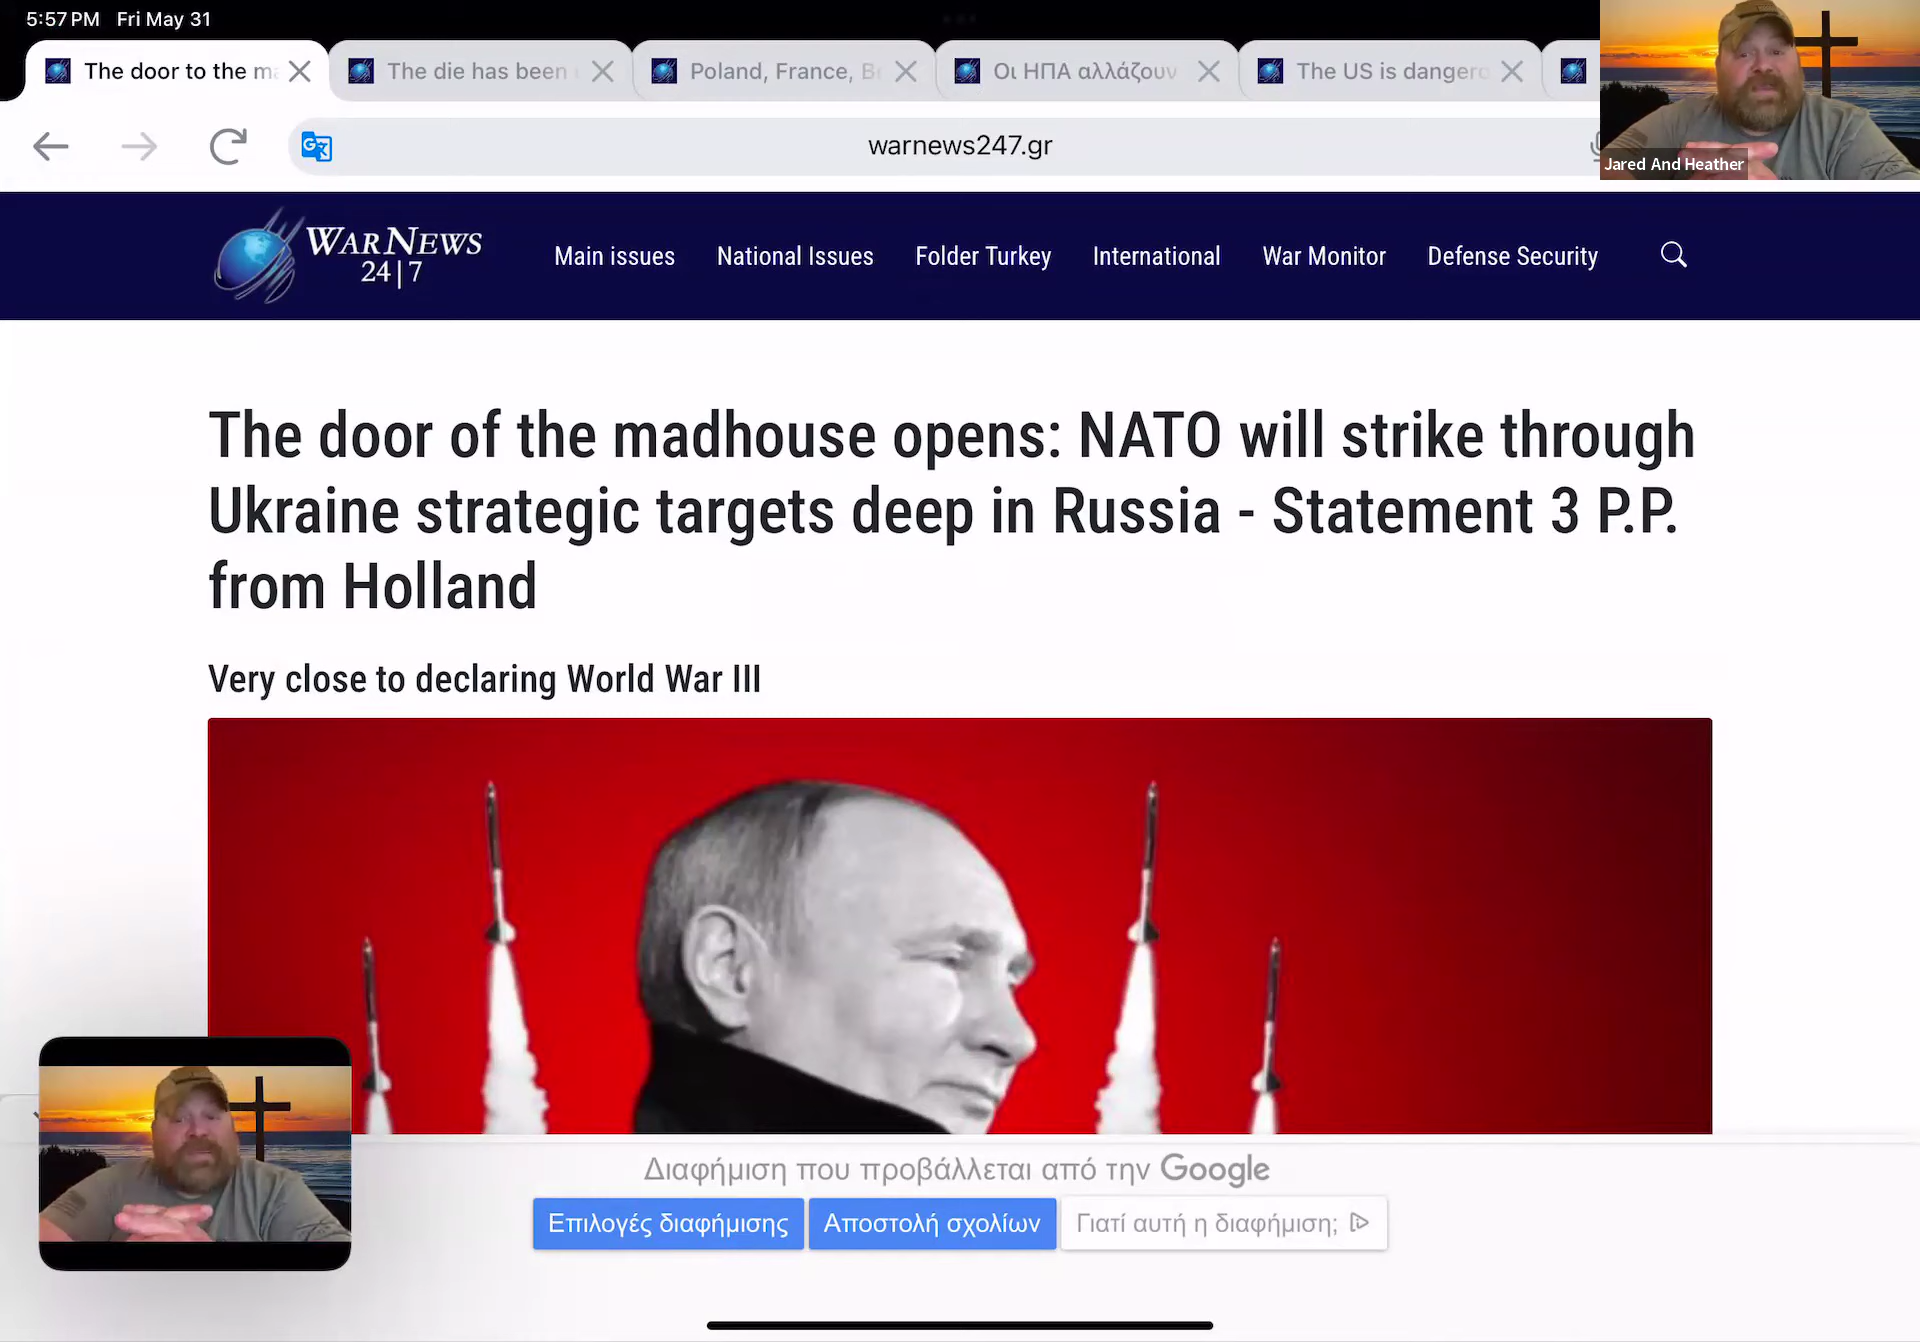 5:57 PM Fri May 31
The door to the ma
The die has been
Poland, France, B
Οι ΗΠΑ αλλάζουν
The US is dangero
warnews247.gr
Jared And Heather
WARNEWS
24|7
Main issues
National Issues
Folder Turkey
International
War Monitor
Defense Security
The door of the madhouse opens: NATO will strike through
Ukraine strategic targets deep in Russia - Statement 3 P.P.
from Holland
Very close to declaring World War III
Διαφήμιση που προβάλλεται από την Google
Επιλογές διαφήμισης
Αποστολή σχολίων
Γιατί αυτή η διαφήμιση;